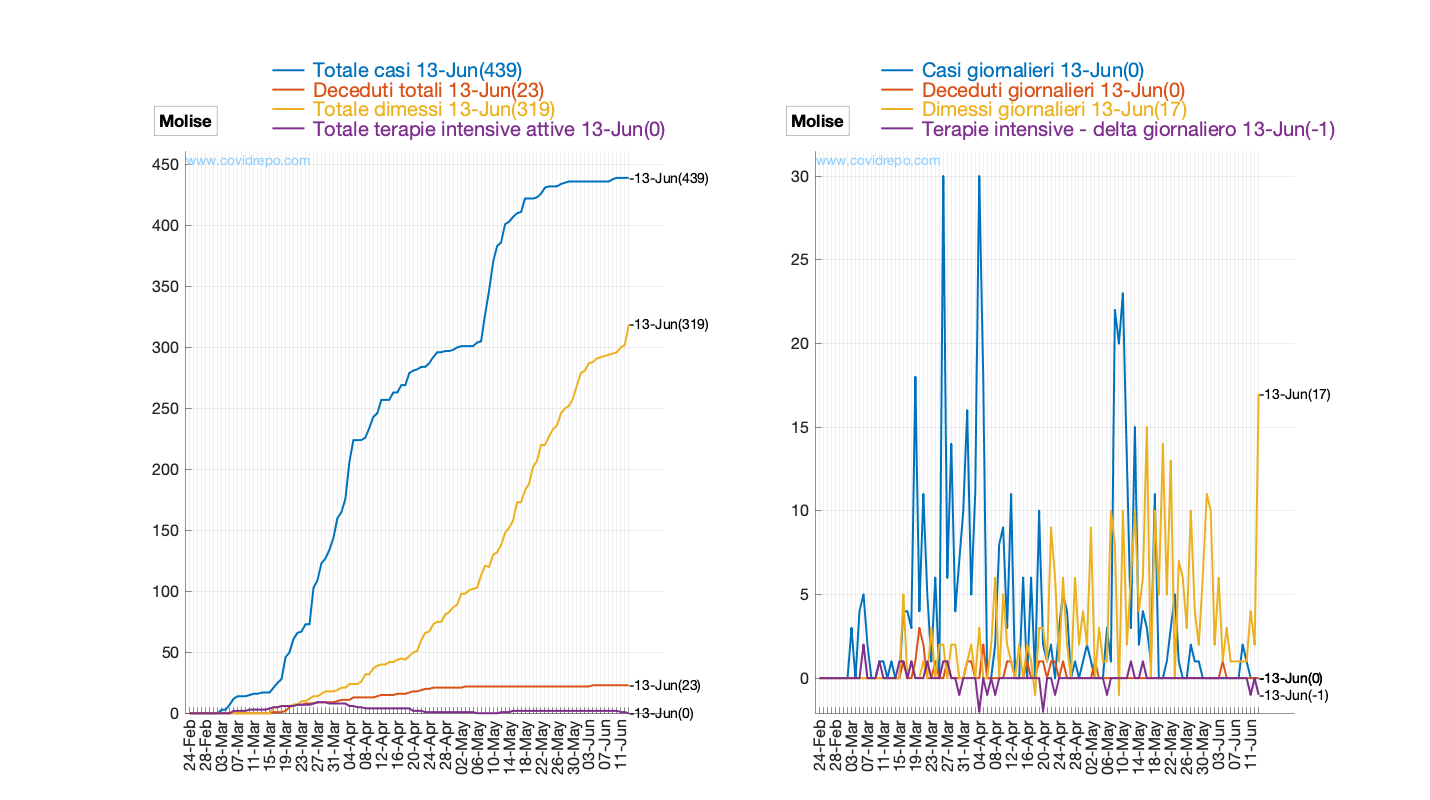 Totale casi 13-Jun(439)
Deceduti totali 13-Jun(23)
Totale dimessi 13-Jun(319)
Totale terapie intensive attive 13-Jun(0)
Molise
www.covidrepo.com
450
400
350
300
250
200
150
100
50
0
13-Jun(439)
13-Jun(319)
13-Jun(23)
13-Jun(0)
24-Feb
28-Feb
03-Mar
07-Mar
11-Mar
15-Mar
19-Mar
23-Mar
27-Mar
31-Mar
04-Apr
08-Apr
12-Apr
16-Apr
20-Apr
24-Apr
28-Apr
02-May
06-May
10-May
14-May
18-May
22-May
26-May
30-May
03-Jun
07-Jun
11-Jun
Casi giornalieri 13-Jun(0)
Deceduti giornalieri 13-Jun(0)
Dimessi giornalieri 13-Jun(17)
Terapie intensive - delta giornaliero 13-Jun(-1)
Molise
www.covidrepo.com
30
25
20
15
10
5
0
13-Jun(17)
13-Jun(0)
13-Jun(-1)
24-Feb
28-Feb
03-Mar
07-Mar
11-Mar
15-Mar
19-Mar
23-Mar
27-Mar
31-Mar
04-Apr
08-Apr
12-Apr
16-Apr
20-Apr
24-Apr
28-Apr
02-May
06-May
10-May
14-May
18-May
22-May
26-May
30-May
03-Jun
07-Jun
11-Jun